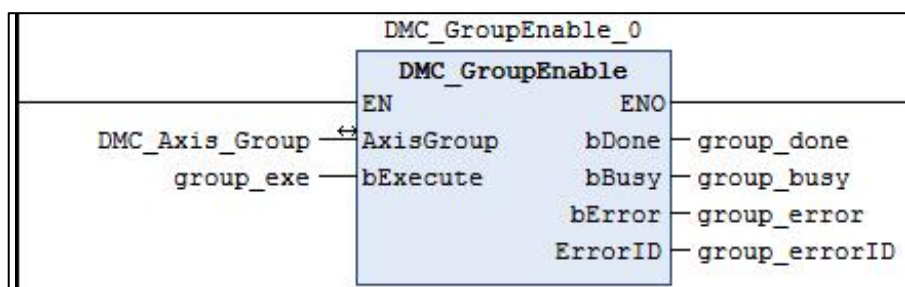 DMC_GroupEnable_0
DMC_GroupEnable
EN ENO
DMC_Axis_Group AxisGroup bDone group_done
group_exe bExecute bBusy group_busy
bError group_error
ErrorID group_errorID